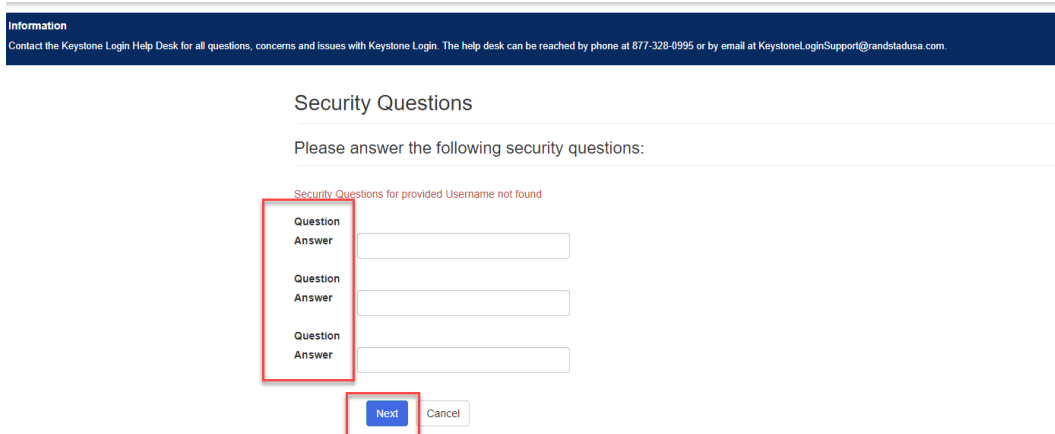 Information
Contact the Keystone Login Help Desk for all questions, concerns and issues with Keystone Login. The help desk can be reached by phone at 877-328-0995 or by email at KeystoneLoginSupport@randstadusa.com.
Security Questions
Please answer the following security questions:
Security Questions for provided Username not found
Question
Answer
Question
Answer
Question
Answer
Next Cancel